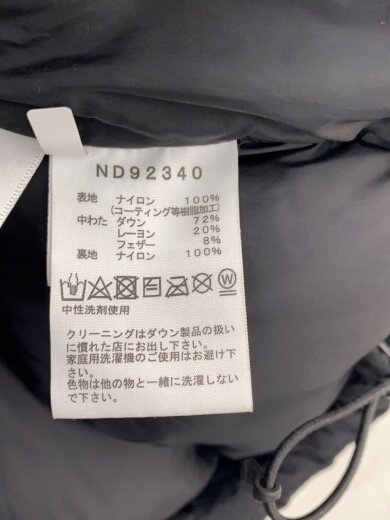 ND92340
表地 ナイロン 100%
(コーティング等樹脂加工)
中わた ダウン 72%
レーヨン 20%
フェザー 8%
裏地 ナイロン 100%
中性洗剤使用
クリーニングはダウン製品の扱い
に慣れた店にお出し下さい。
家庭用洗濯機のご使用はお避け下
さい。
色物は他の物と一緒に洗濯しない
で下さい。